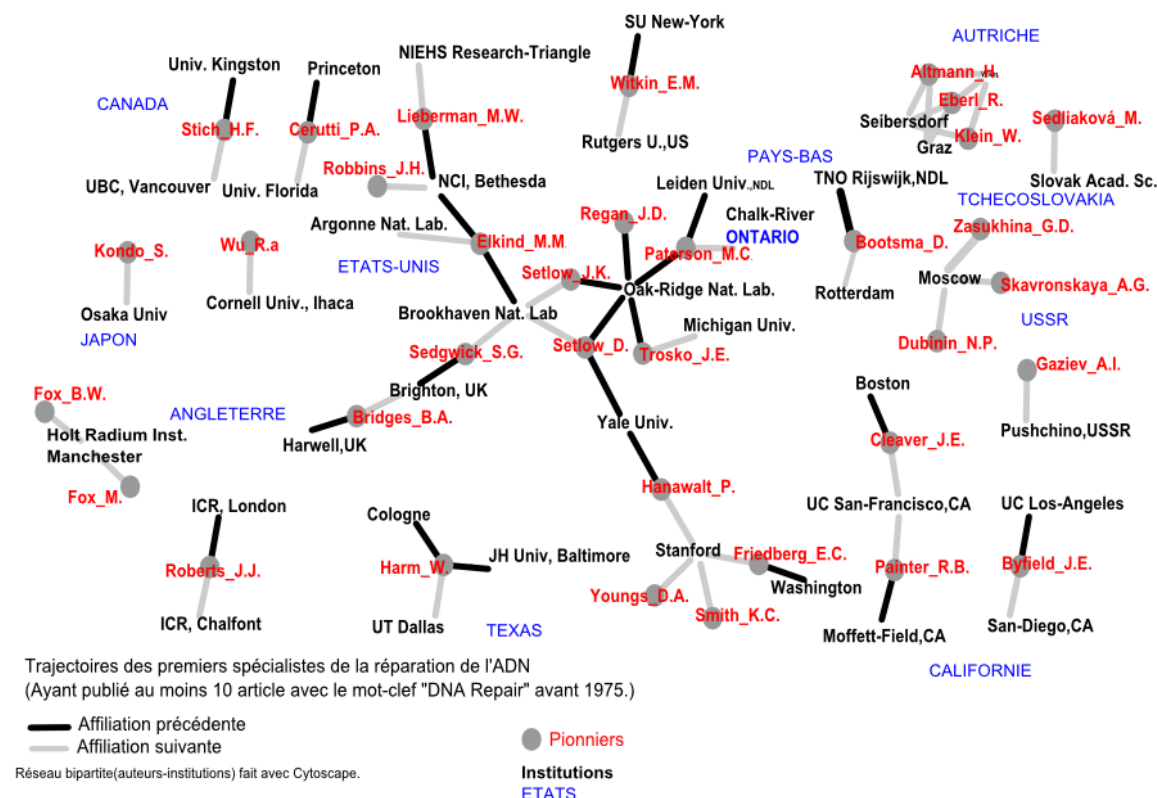 SU New-York
AUTRICHE
NIEHS Research-Triangle
Univ. Kingston
Princeton
Altmann_H.
Witkin_E.M.
CANADA
Eberl_R.
Lieberman_M.W.
Seibersdorf
Sedliaková_M.
Stich_H.F.
Cerutti_P.A.
Klein_W.
Rutgers U.,US
Graz
PAYS-BAS
Robbins_J.H.
NCI, Bethesda
Leiden Univ.,NDL
TNO Rijswijk,NDL
Slovak Acad. Sc.
UBC, Vancouver
Univ. Florida
TCHECOSLOVAKIA
Regan_J.D.
Chalk-River
Argonne Nat. Lab.
ONTARIO
Zasukhina_G.D.
Kondo_S.
Wu_R.a
Elkind_M.M.
Paterson_M.C.
Bootsma_D.
ETATS-UNIS
Setlow_J.K.
Moscow
Skavronskaya_A.G.
Oak-Ridge Nat. Lab.
Rotterdam
Cornell Univ., Ihaca
Osaka Univ
Brookhaven Nat. Lab
Michigan Univ.
USSR
JAPON
Setlow_D.
Dubinin_N.P.
Sedgwick_S.G.
Trosko_J.E.
Gaziev_A.I.
Fox_B.W.
Brighton, UK
Boston
ANGLETERRE
Bridges_B.A.
Yale Univ.
Holt Radium Inst.
Manchester
Harwell,UK
Cleaver_J.E.
Pushchino,USSR
Fox_M.
Hanawalt_P.
ICR, London
Cologne
UC San-Francisco,CA
UC Los-Angeles
JH Univ, Baltimore
Stanford
Friedberg_E.C.
Roberts_J.J.
Harm_W.
Painter_R.B.
Byfield_J.E.
Washington
Youngs_D.A.
Smith_K.C.
ICR, Chalfont
UT Dallas
TEXAS
Moffett-Field,CA
San-Diego,CA
CALIFORNIE
Trajectoires des premiers spécialistes de la réparation de l'ADN
(Ayant publié au moins 10 article avec le mot-clef "DNA Repair" avant 1975.)
Affiliation précédente
Affiliation suivante
Pionniers
Réseau bipartite(auteurs-institutions) fait avec Cytoscape.
Institutions
ETATS